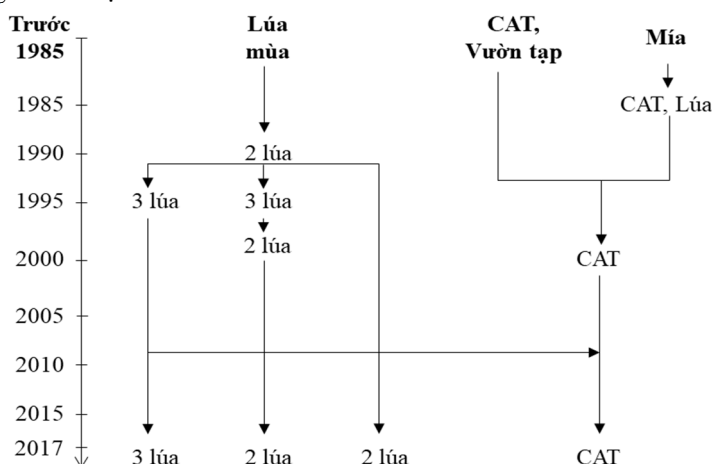 Trước Lúa CAT, Mía
1985 mùa Vườn tạp
1985 CAT, Lúa
1990 2 lúa
1995 3 lúa 3 lúa
2 lúa
2000 CAT
2005
2010
2015
2017 3 lúa 2 lúa 2 lúa CAT